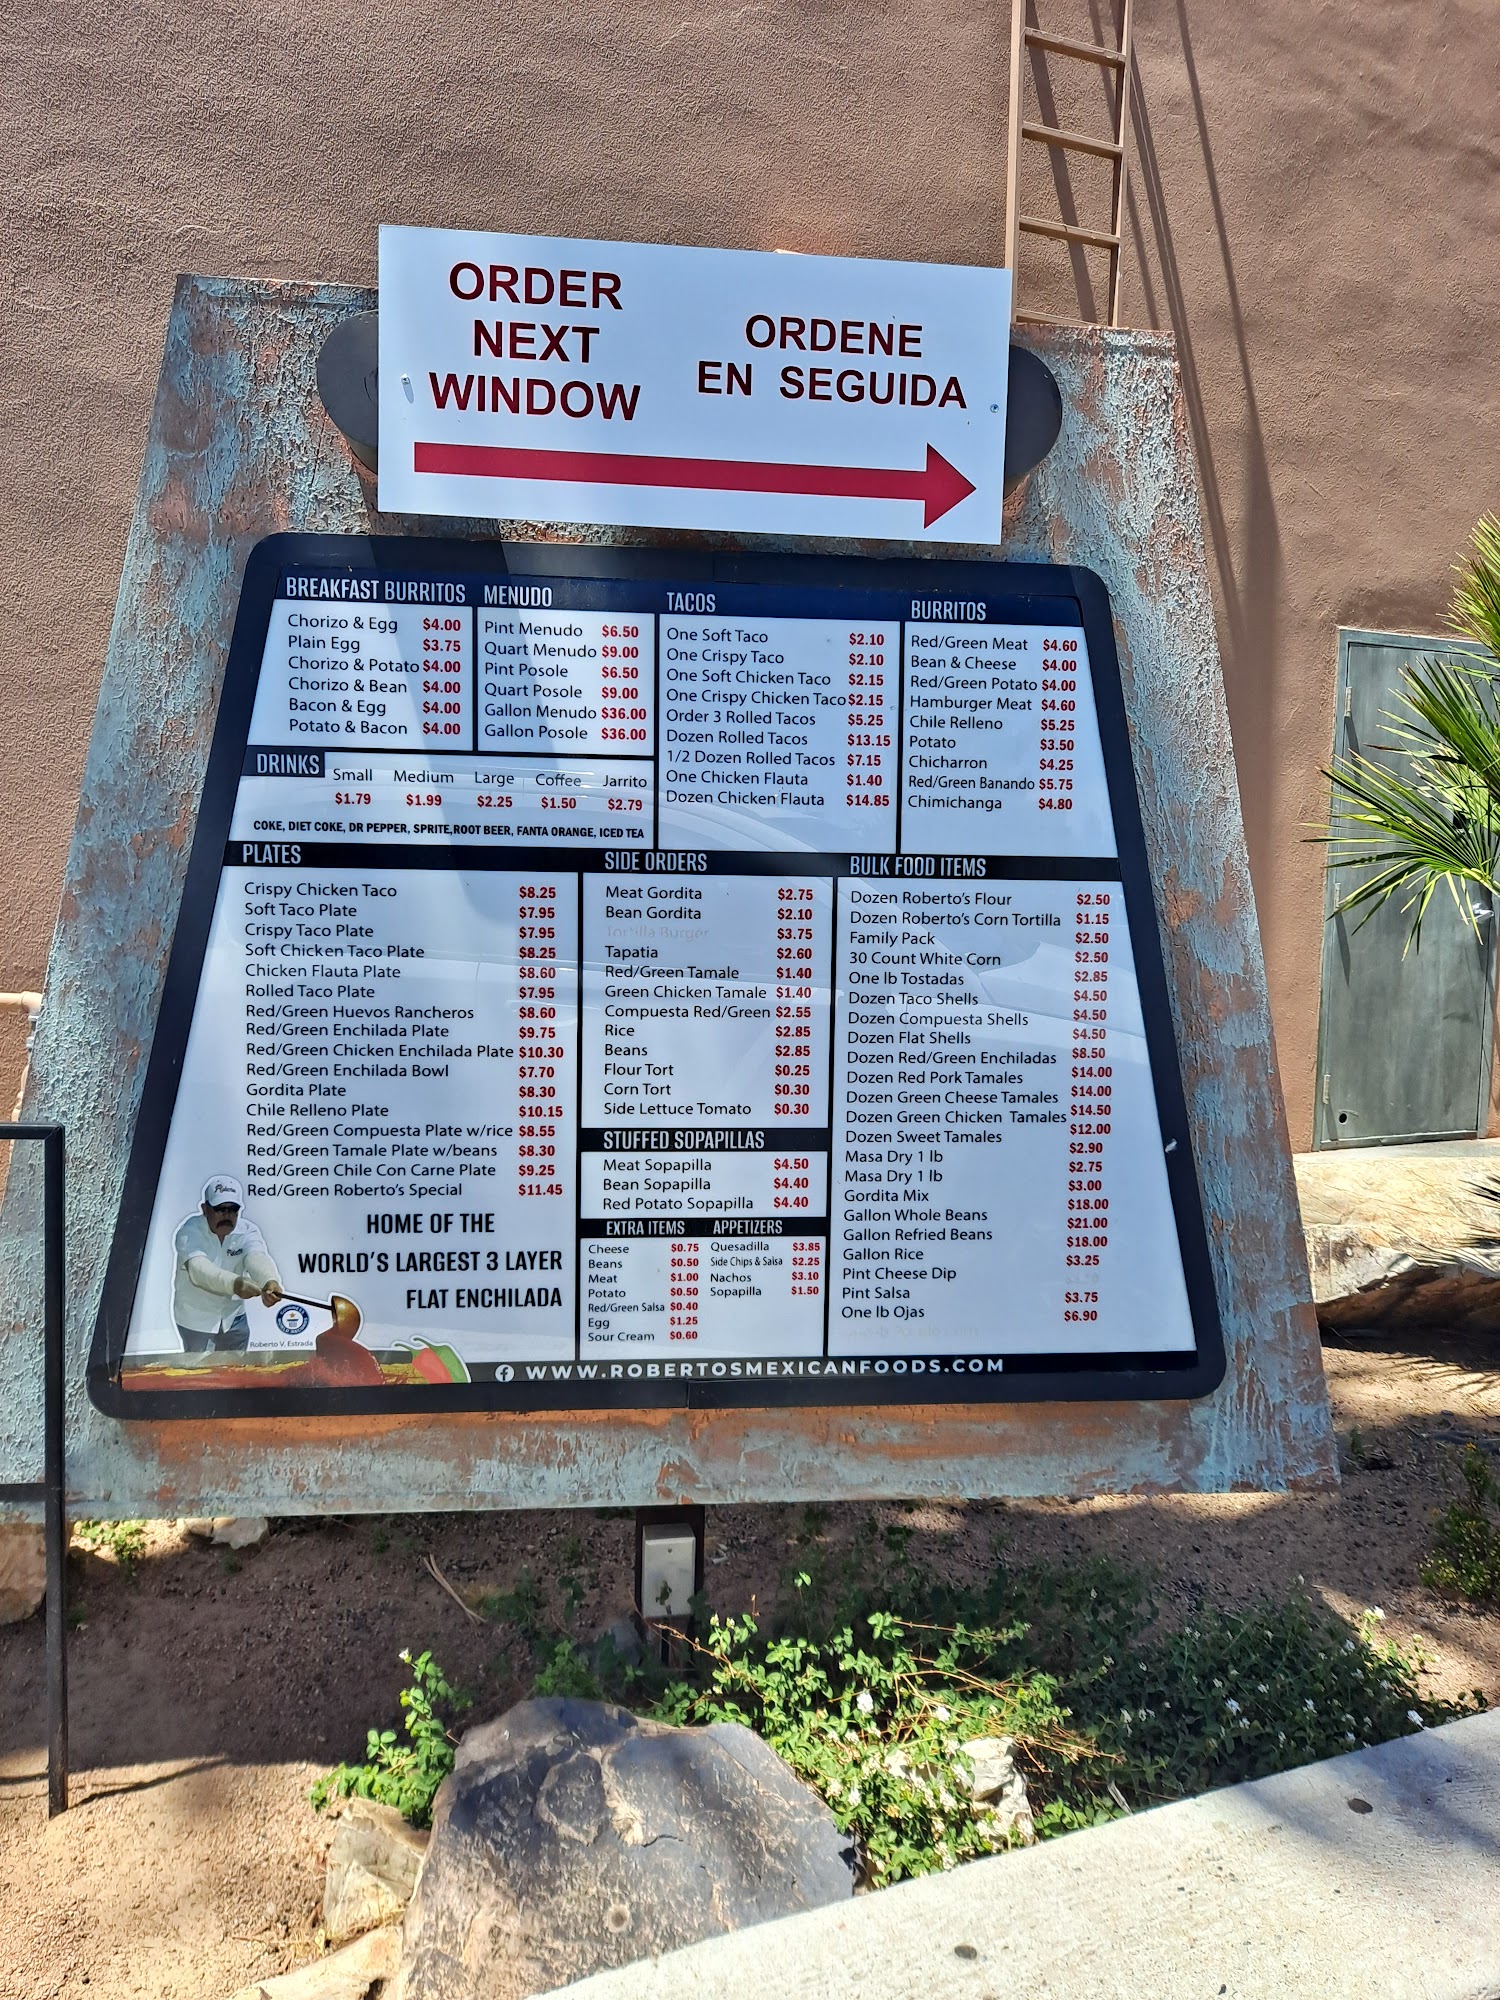 ORDER
NEXT
WINDOW
ORDENE
EN SEGUIDA
BREAKFAST BURRITOS
Chorizo & Egg $4.00
Plain Egg $3.75
Chorizo & Potato $4.00
Chorizo & Bean $4.00
Bacon & Egg $4.00
Potato & Bacon $4.00
MENUDO
Pint Menudo $6.50
Quart Menudo $9.00
Pint Posole $6.50
Quart Posole $9.00
Gallon Menudo $36.00
Gallon Posole $36.00
TACOS
One Soft Taco $2.10
One Crispy Taco $2.10
One Soft Chicken Taco $2.15
One Crispy Chicken Taco $2.15
Order 3 Rolled Tacos $5.25
Dozen Rolled Tacos $13.15
1/2 Dozen Rolled Tacos $7.15
One Chicken Flauta $1.40
Dozen Chicken Flauta $14.85
BURRITOS
Red/Green Meat $4.60
Bean & Cheese $4.00
Red/Green Potato $4.00
Hamburger Meat $4.60
Chile Relleno $5.25
Potato $3.50
Chicharron $4.25
Red/Green Banando $5.75
Chimichanga $4.80
DRINKS
Small Medium Large Coffee Jarrito
$1.79 $1.99 $2.25 $1.50 $2.79
COKE, DIET COKE, DR PEPPER, SPRITE,ROOT BEER, FANTA ORANGE, ICED TEA
PLATES
Crispy Chicken Taco $8.25
Soft Taco Plate $7.95
Crispy Taco Plate $7.95
Soft Chicken Taco Plate $8.25
Chicken Flauta Plate $8.60
Rolled Taco Plate $7.95
Red/Green Huevos Rancheros $8.60
Red/Green Enchilada Plate $9.75
Red/Green Chicken Enchilada Plate $10.30
Red/Green Enchilada Bowl $7.70
Gordita Plate $8.30
Chile Relleno Plate $10.15
Red/Green Compuesta Plate w/rice $8.55
Red/Green Tamale Plate w/beans $8.30
Red/Green Chile Con Carne Plate $9.25
Red/Green Roberto's Special $11.45
HOME OF THE
WORLD'S LARGEST 3 LAYER
FLAT ENCHILADA
Roberto V. Estrada
SIDE ORDERS
Meat Gordita $2.75
Bean Gordita $2.10
Tortilla Burger $3.75
Tapatia $2.60
Red/Green Tamale $1.40
Green Chicken Tamale $1.40
Compuesta Red/Green $2.55
Rice $2.85
Beans $2.85
Flour Tort $0.25
Corn Tort $0.30
Side Lettuce Tomato $0.30
STUFFED SOPAPILLAS
Meat Sopapilla $4.50
Bean Sopapilla $4.40
Red Potato Sopapilla $4.40
EXTRA ITEMS
Cheese $0.75
Beans $0.50
Meat $1.00
Potato $0.50
Red/Green Salsa $0.40
Egg $1.25
Sour Cream $0.60
APPETIZERS
Quesadilla $3.85
Side Chips & Salsa $2.25
Nachos $3.10
Sopapilla $1.50
BULK FOOD ITEMS
Dozen Roberto's Flour $2.50
Dozen Roberto's Corn Tortilla $1.15
Family Pack $2.50
30 Count White Corn $2.50
One lb Tostadas $2.85
Dozen Taco Shells $4.50
Dozen Compuesta Shells $4.50
Dozen Flat Shells $4.50
Dozen Red/Green Enchiladas $8.50
Dozen Red Pork Tamales $14.00
Dozen Green Cheese Tamales $14.00
Dozen Green Chicken Tamales $14.50
Dozen Sweet Tamales $12.00
Masa Dry 1 lb $2.90
Masa Dry 1 lb $2.75
Gordita Mix $3.00
Gallon Whole Beans $18.00
Gallon Refried Beans $21.00
Gallon Rice $18.00
Pint Cheese Dip $3.25
Pint Salsa $3.75
One lb Ojas $6.90
WWW.ROBERTOSMEXICANFOODS.COM